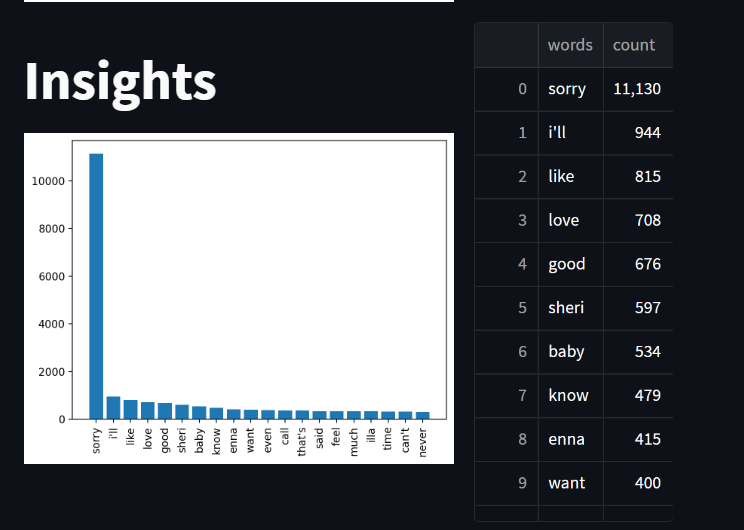 Insights
10000
8000
6000
4000
2000
0
sorry
i'll
like
love
good
sheri
baby
know
enna
want
even
call
that's
said
feel
much
illa
time
can't
never
words count
0 sorry 11,130
1 i'll 944
2 like 815
3 love 708
4 good 676
5 sheri 597
6 baby 534
7 know 479
8 enna 415
9 want 400